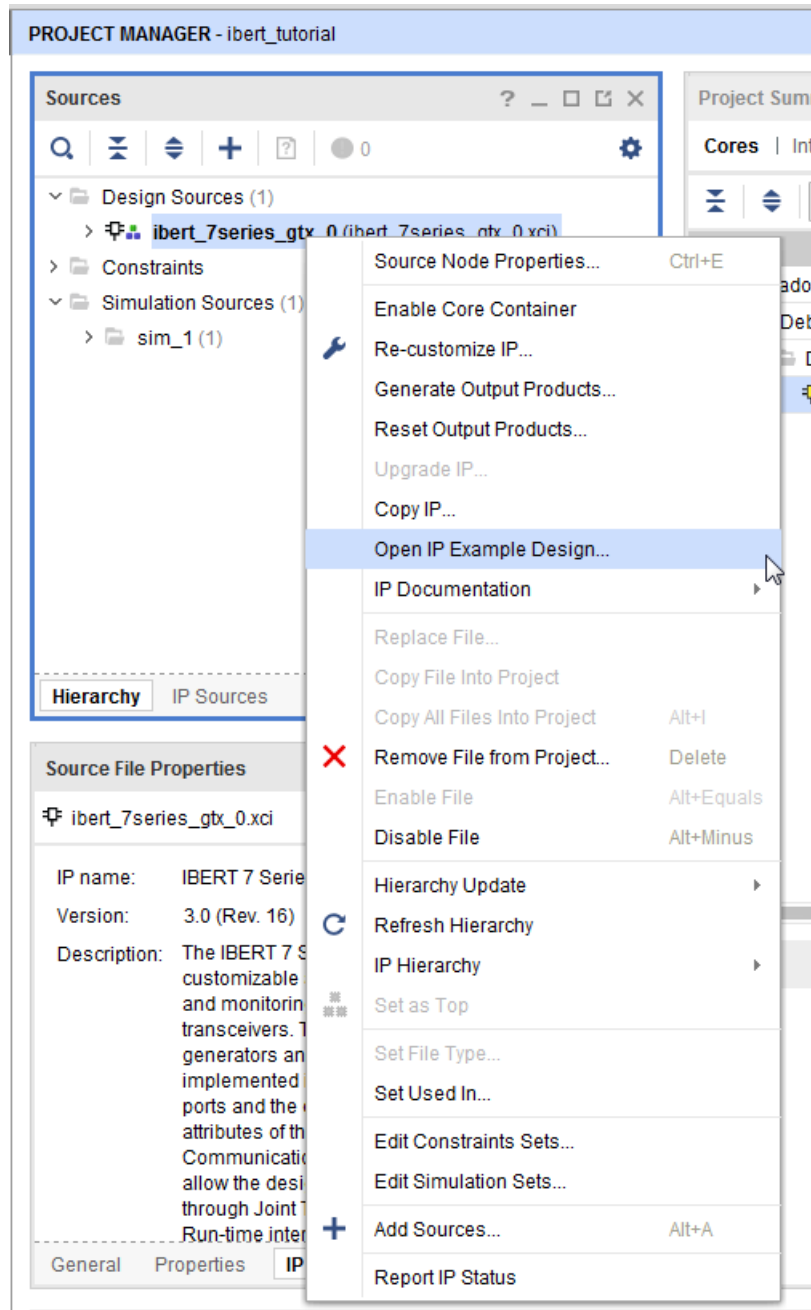 PROJECT MANAGER - ibert_tutorial
Sources
? _
0
Design Sources (1)
ibert_7series_gtx_0 (ibert_7series_gtx_0.xci)
Constraints
Simulation Sources (1)
sim_1 (1)
Hierarchy IP Sources
Project Sum
Cores | Int
ado
Deb
D
Source Node Properties... Ctrl+E
Enable Core Container
Re-customize IP...
Generate Output Products...
Reset Output Products...
Upgrade IP...
Copy IP...
Open IP Example Design...
IP Documentation
Replace File...
Copy File Into Project
Copy All Files Into Project Alt+I
Remove File from Project... Delete
Enable File Alt+Equals
Disable File Alt+Minus
Hierarchy Update
Refresh Hierarchy
IP Hierarchy
Set as Top
Set File Type...
Set Used In...
Edit Constraints Sets...
Edit Simulation Sets...
Add Sources... Alt+A
Report IP Status
Source File Properties
ibert_7series_gtx_0.xci
IP name: IBERT 7 Serie
Version: 3.0 (Rev. 16)
Description: The IBERT 7 S
customizable
and monitorin
transceivers. T
generators an
implemented i
ports and the
attributes of th
Communicatio
allow the desi
through Joint T
Run-time inter
General Properties IP